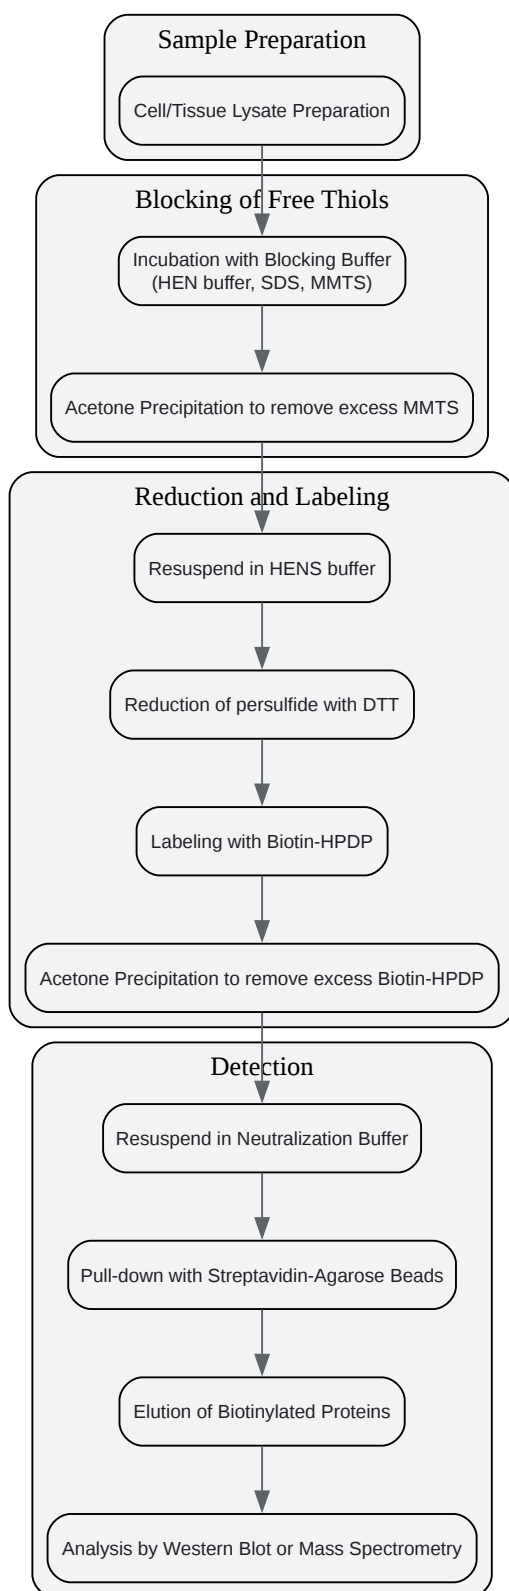 Sample Preparation
Cell/Tissue Lysate Preparation
Blocking of Free Thiols
Incubation with Blocking Buffer
(HEN buffer, SDS, MMTS)
Acetone Precipitation to remove excess MMTS
Reduction and Labeling
Resuspend in HENS buffer
Reduction of persulfide with DTT
Labeling with Biotin-HPDP
Acetone Precipitation to remove excess Biotin-HPDP
Detection
Resuspend in Neutralization Buffer
Pull-down with Streptavidin-Agarose Beads
Elution of Biotinylated Proteins
Analysis by Western Blot or Mass Spectrometry